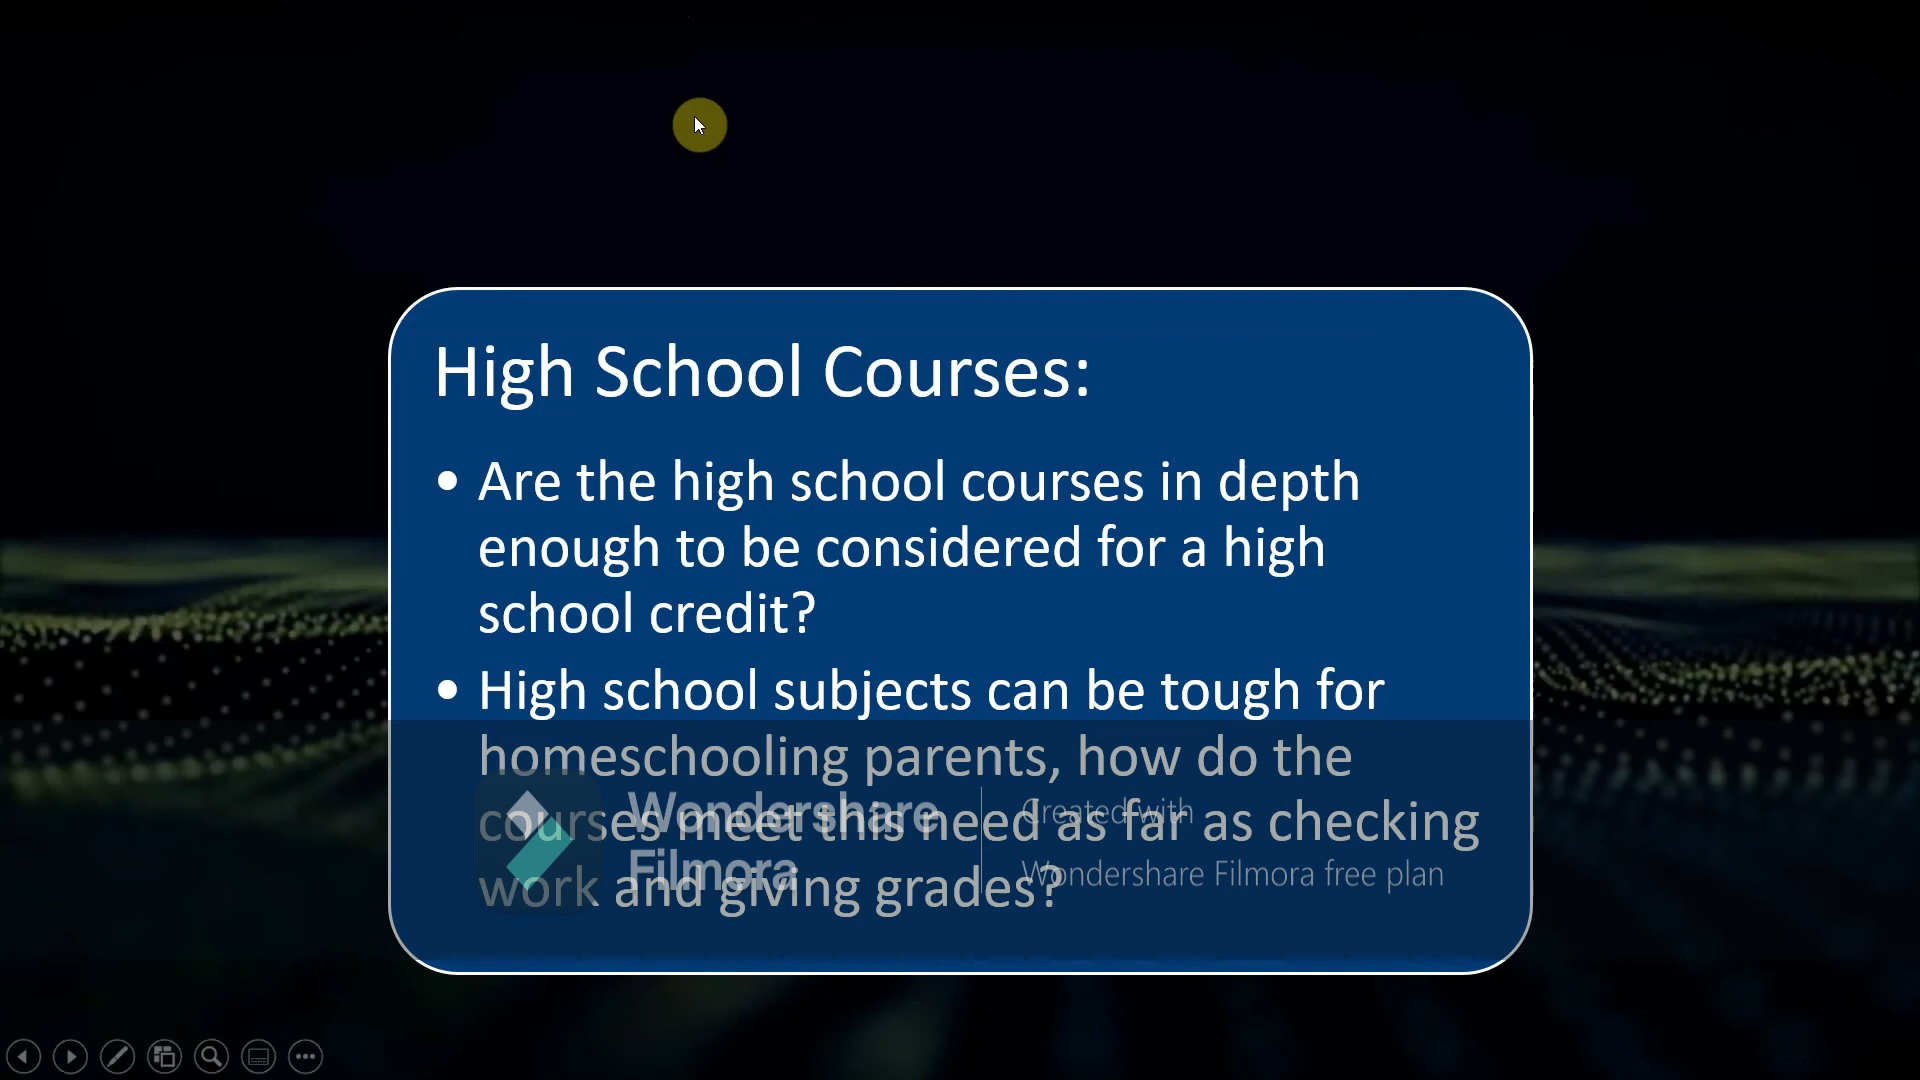 High School Courses:
• Are the high school courses in depth
enough to be considered for a high
school credit?
• High school subjects can be tough for
homeschooling parents, how do the
courses meet this need as far as checking
work and giving grades?
Wondershare
Filmora
Created with
Wondershare Filmora free plan